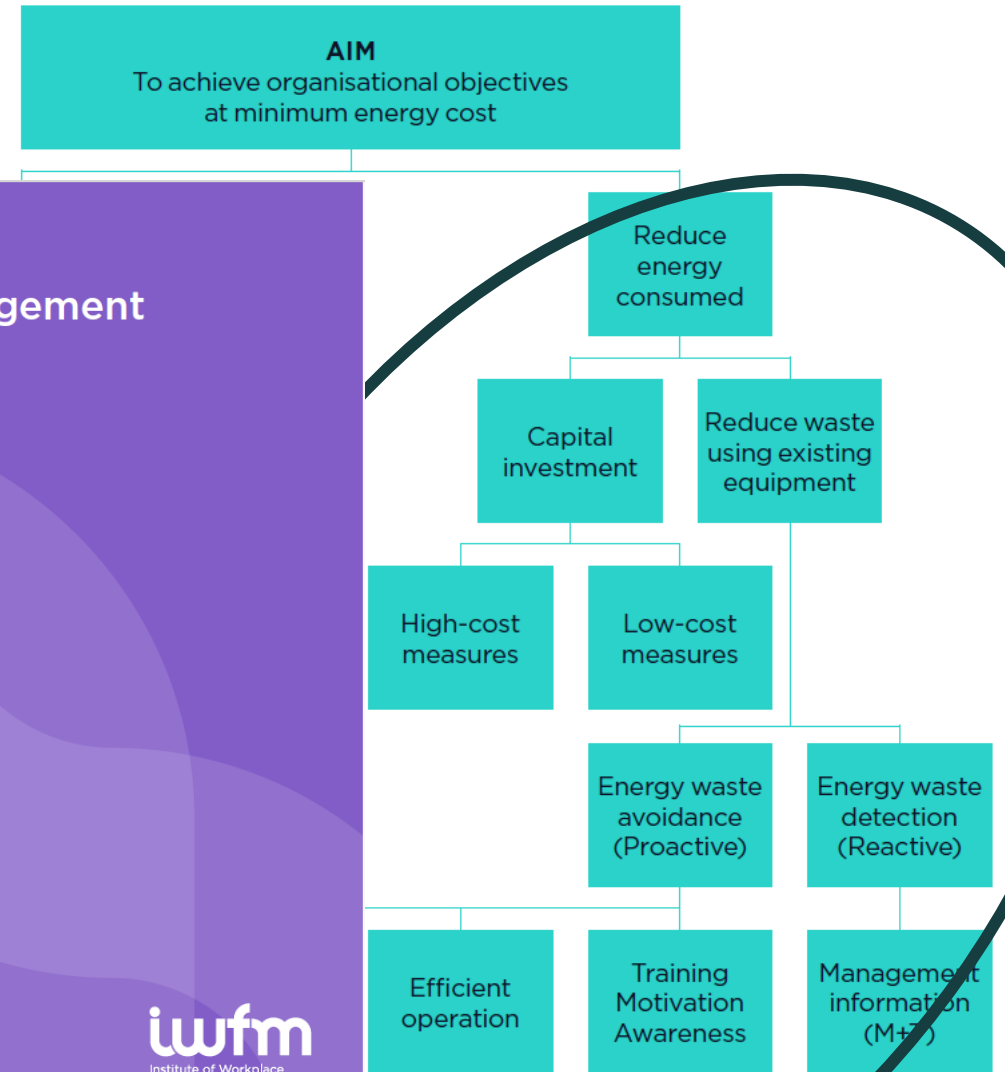 AIM
To achieve organisational objectives
at minimum energy cost
gement
Reduce
energy
consumed
Capital
investment
Reduce waste
using existing
equipment
High-cost
measures
Low-cost
measures
Energy waste
avoidance
(Proactive)
Energy waste
detection
(Reactive)
Efficient
operation
Training
Motivation
Awareness
Management
information
(M+T)
iwfm
Institute of Workplace